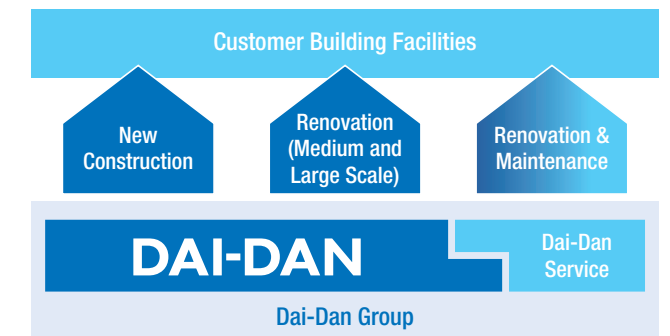 Customer Building Facilities
New
Construction
Renovation
(Medium and
Large Scale)
Renovation &
Maintenance
DAI-DAN
Dai-Dan
Service
Dai-Dan Group